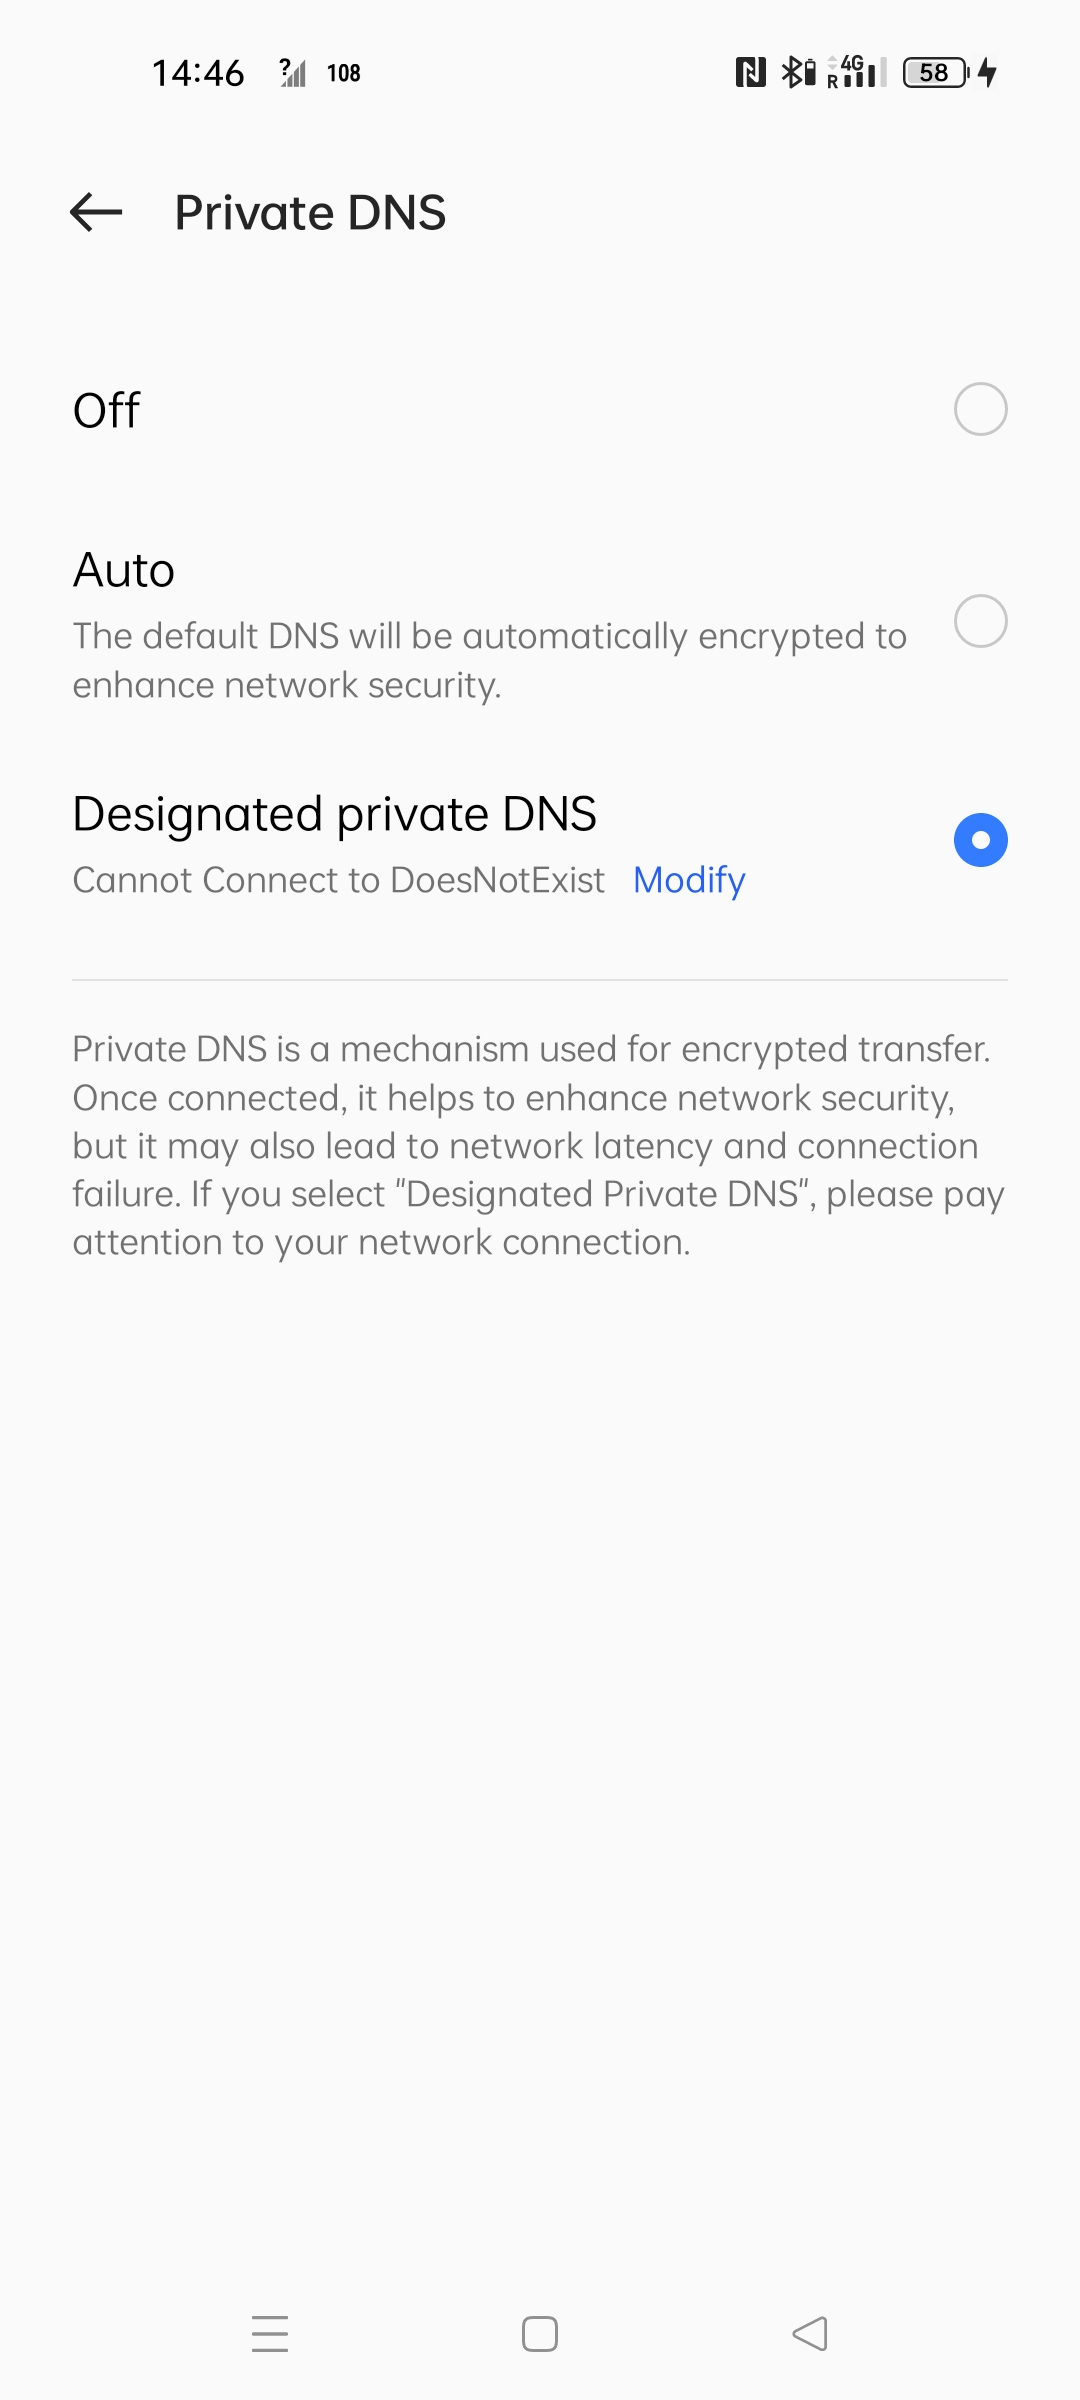 14:46 ? 108 R 4G 58
Private DNS
Off
Auto
The default DNS will be automatically encrypted to
enhance network security.
Designated private DNS
Cannot Connect to DoesNotExist Modify
Private DNS is a mechanism used for encrypted transfer.
Once connected, it helps to enhance network security,
but it may also lead to network latency and connection
failure. If you select "Designated Private DNS", please pay
attention to your network connection.